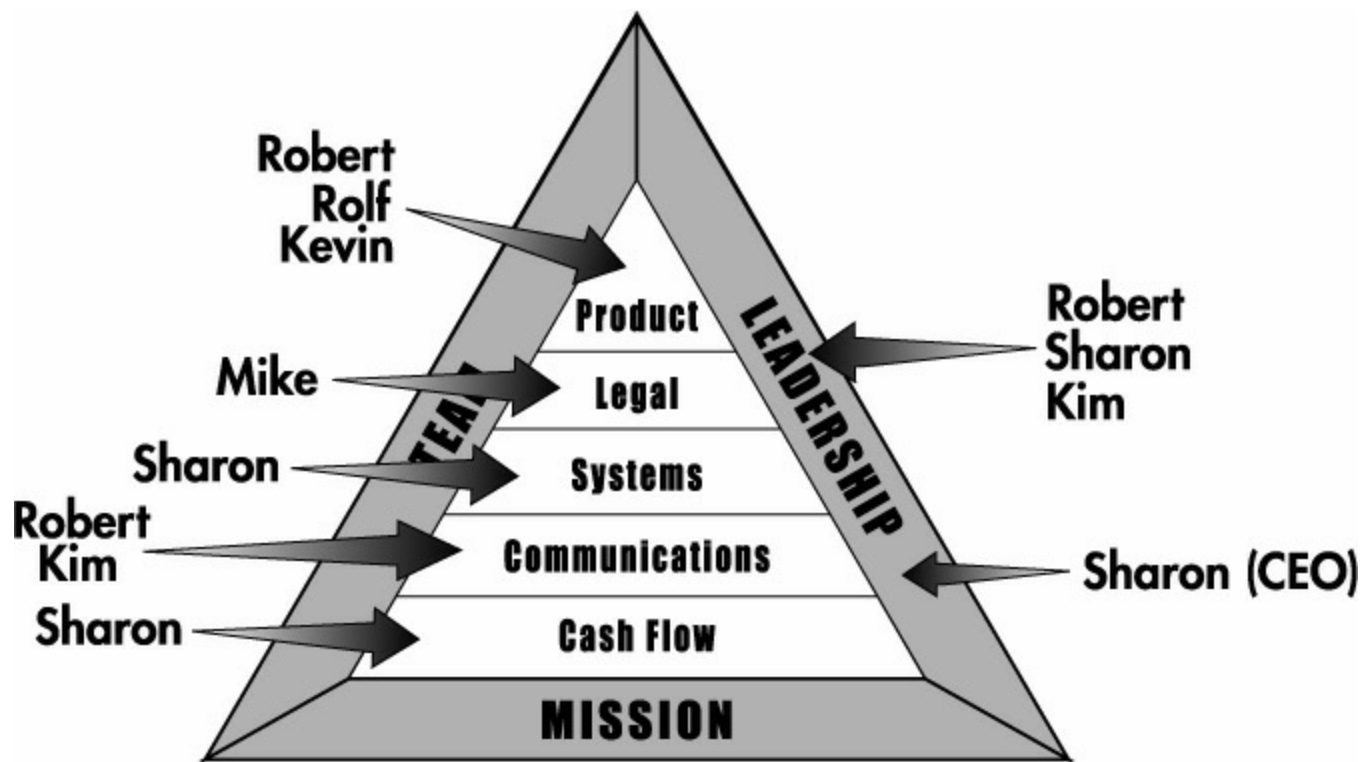 Robert
Rolf
Kevin
Product
LEADERSHIP
Robert
Sharon
Kim
Mike
TEAM
Legal
Sharon
Systems
Robert
Kim
Communications
Sharon (CEO)
Sharon
Cash Flow
MISSION